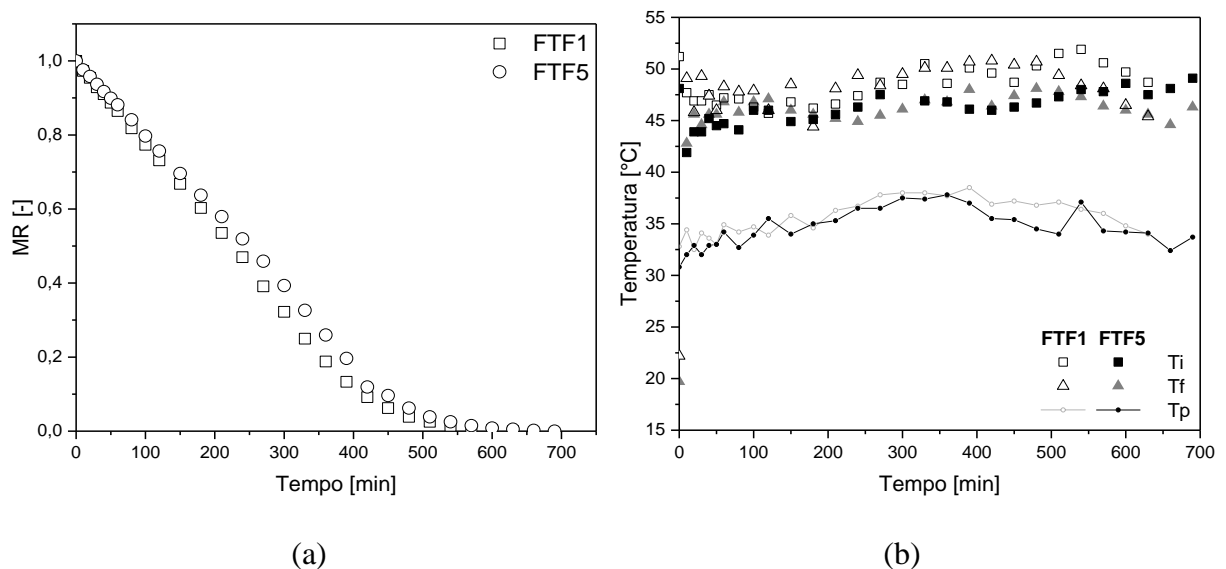 1,0
0,8
0,6
0,4
0,2
0,0
MR [-]
0 100 200 300 400 500 600 700
Tempo [min]
FTF1
FTF5
(a)
55
50
45
40
35
30
25
20
15
Temperatura [°C]
0 100 200 300 400 500 600 700
Tempo [min]
FTF1 FTF5
Ti
Tf
Tp
(b)